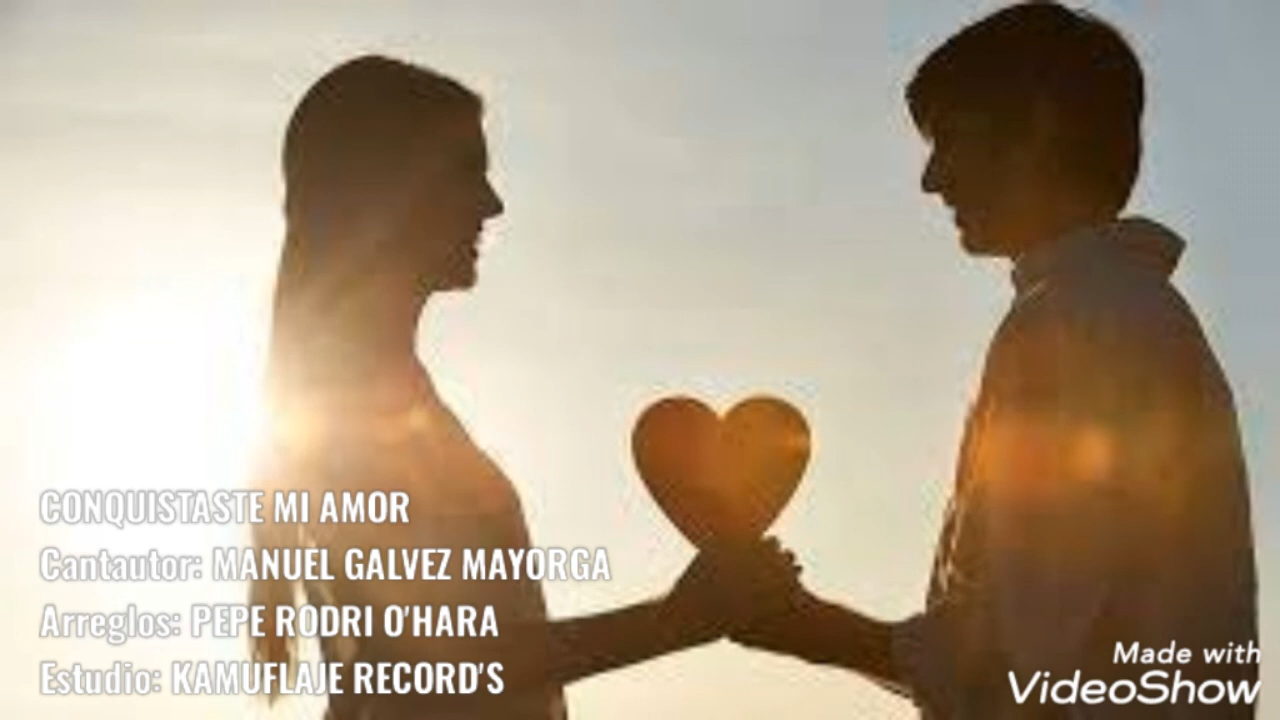 CONQUISTASTE MI AMOR
Cantautor: MANUEL GALVEZ MAYORGA
Arreglos: PEPE RODRI O'HARA
Estudio: KAMUFLAJE RECORD'S
Made with
VideoShow